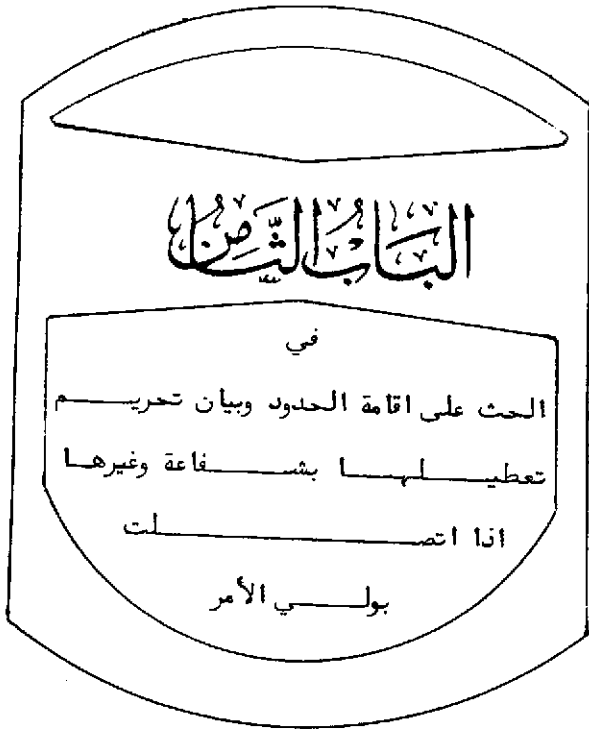 الباب الثامن
في
الحث على اقامة الحدود وبيان تحريم
تعطيلها بشفاعة وغيرها
اذا اتصلت
بولي الأمر